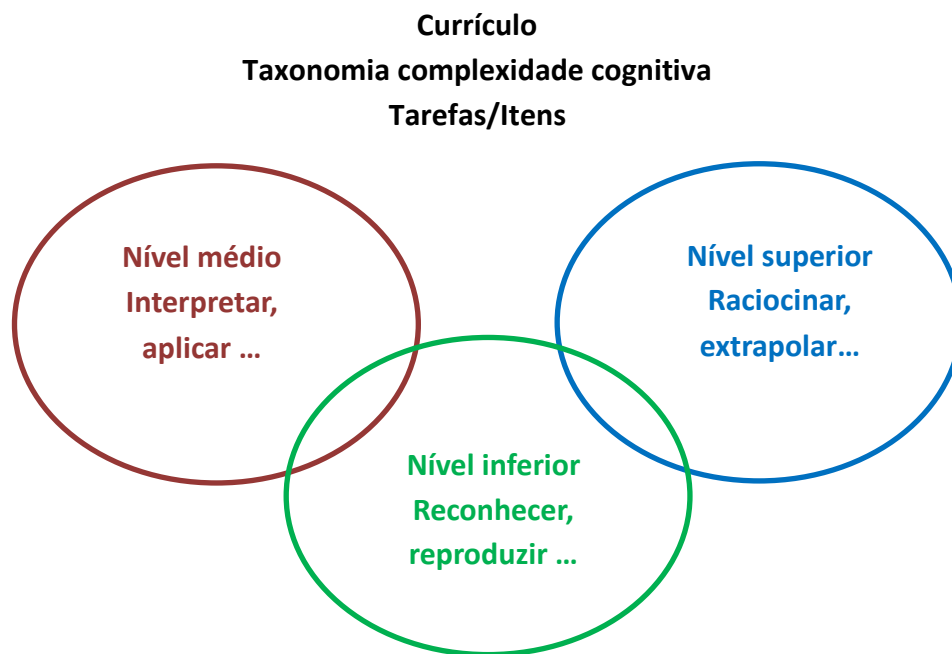 Currículo
Taxonomia complexidade cognitiva
Tarefas/Itens
Nível médio
Interpretar,
aplicar ...
Nível superior
Raciocinar,
extrapolar...
Nível inferior
Reconhecer,
reproduzir ...